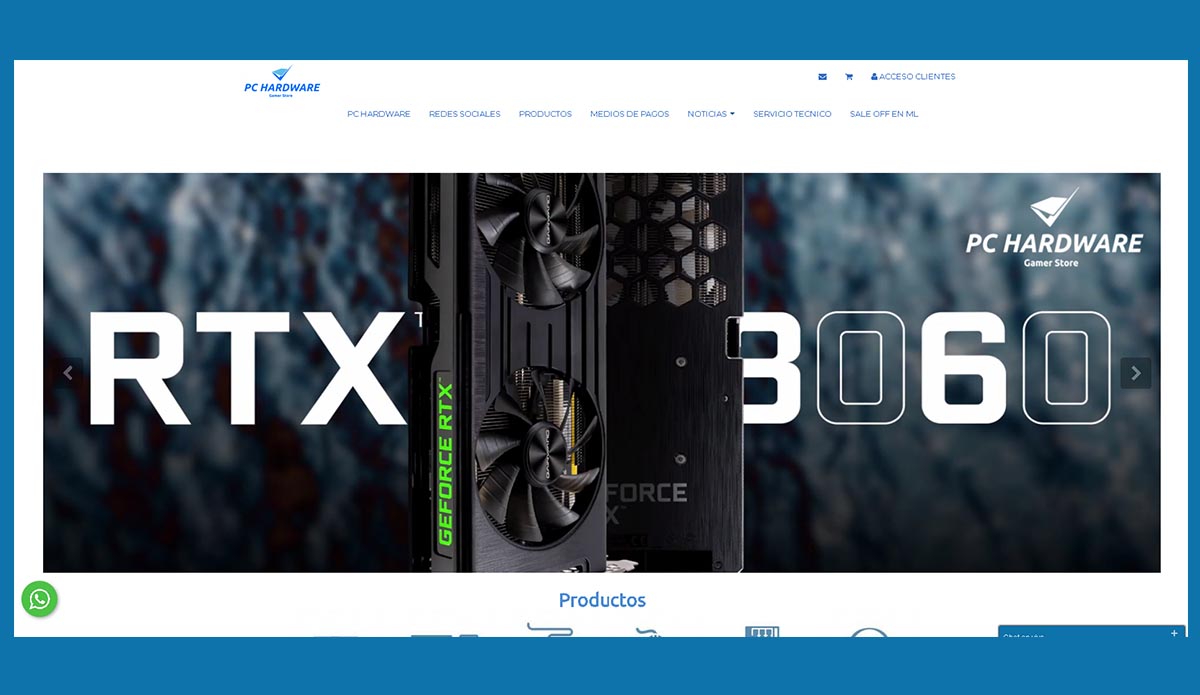 PC HARDWARE
Gamer Store
ACCESO CLIENTES
PC HARDWARE REDES SOCIALES PRODUCTOS MEDIOS DE PAGOS NOTICIAS SERVICIO TECNICO SALE OFF EN ML
PC HARDWARE
Gamer Store
RTX 3060
GEFORCE RTX
FORCE
X
Productos
Chat en vivo